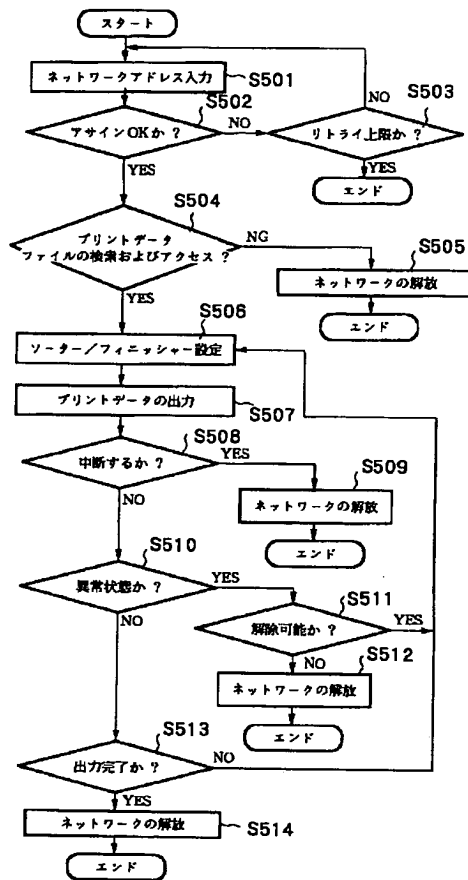 スタート
ネットワークアドレス入力
S501
S502
アサインOKか ?
NO
S503
リトライ上限か ?
NO
YES
エンド
YES
S504
プリントデータ
ファイルの検索およびアクセス ?
NG
S505
ネットワークの解放
エンド
YES
S506
ソーター/フィニッシャー設定
プリントデータの出力
S507
S508
中断するか ?
YES
S509
ネットワークの解放
エンド
NO
S510
異常状態か ?
YES
S511
解除可能か ?
YES
NO
NO
S512
ネットワークの解放
エンド
S513
出力完了か ?
NO
YES
ネットワークの解放
S514
エンド